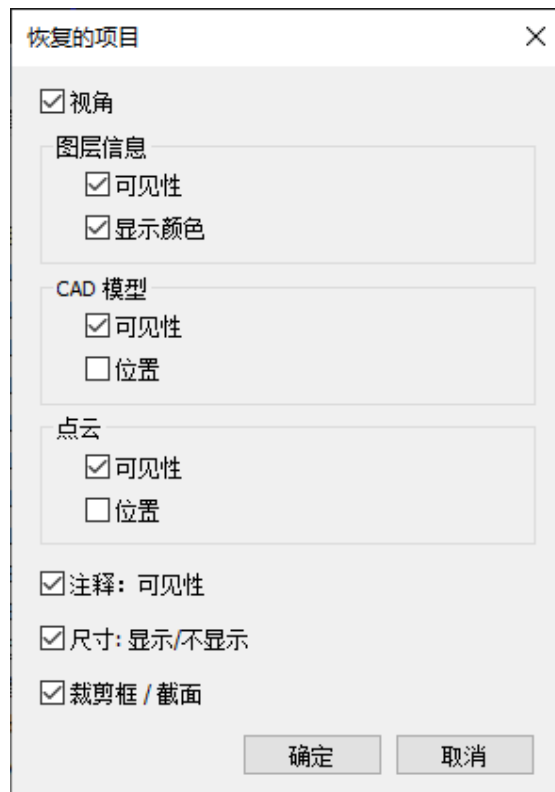 恢复的项目
视角
图层信息
可见性
显示颜色
CAD 模型
可见性
位置
点云
可见性
位置
注释：可见性
尺寸: 显示/不显示
裁剪框 / 截面
确定 取消